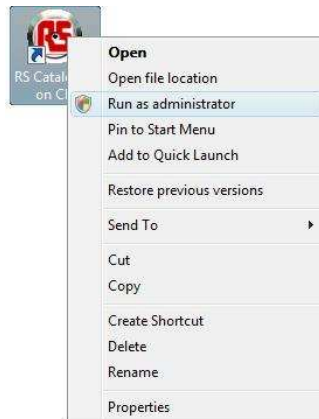 RS
RS Catal
on C
Open
Open file location
Run as administrator
Pin to Start Menu
Add to Quick Launch
Restore previous versions
Send To
Cut
Copy
Create Shortcut
Delete
Rename
Properties